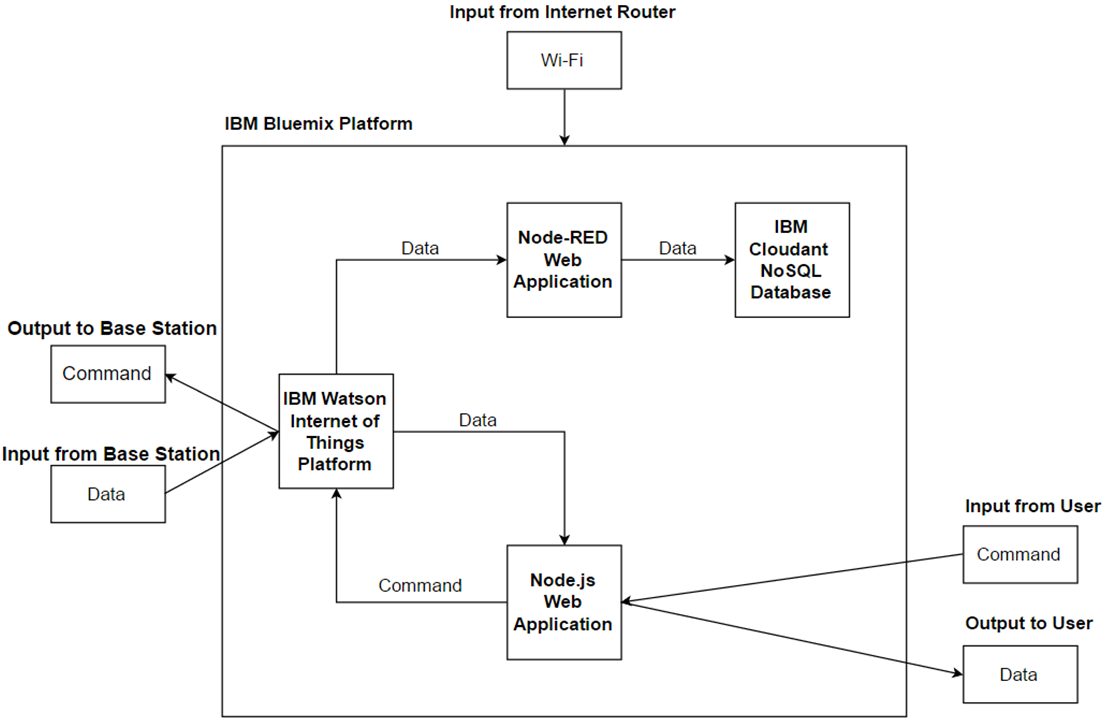 Input from Internet Router
Wi-Fi
IBM Bluemix Platform
Node-RED
Web
Application
IBM
Cloudant
NoSQL
Database
Data
Data
Output to Base Station
Command
IBM Watson
Internet of
Things
Platform
Data
Input from Base Station
Data
Input from User
Command
Command
Node.js
Web
Application
Output to User
Data